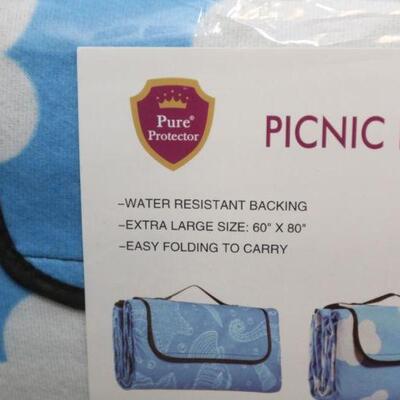 Pure®
Protector
PICNIC
-WATER RESISTANT BACKING
-EXTRA LARGE SIZE: 60" X 80"
-EASY FOLDING TO CARRY